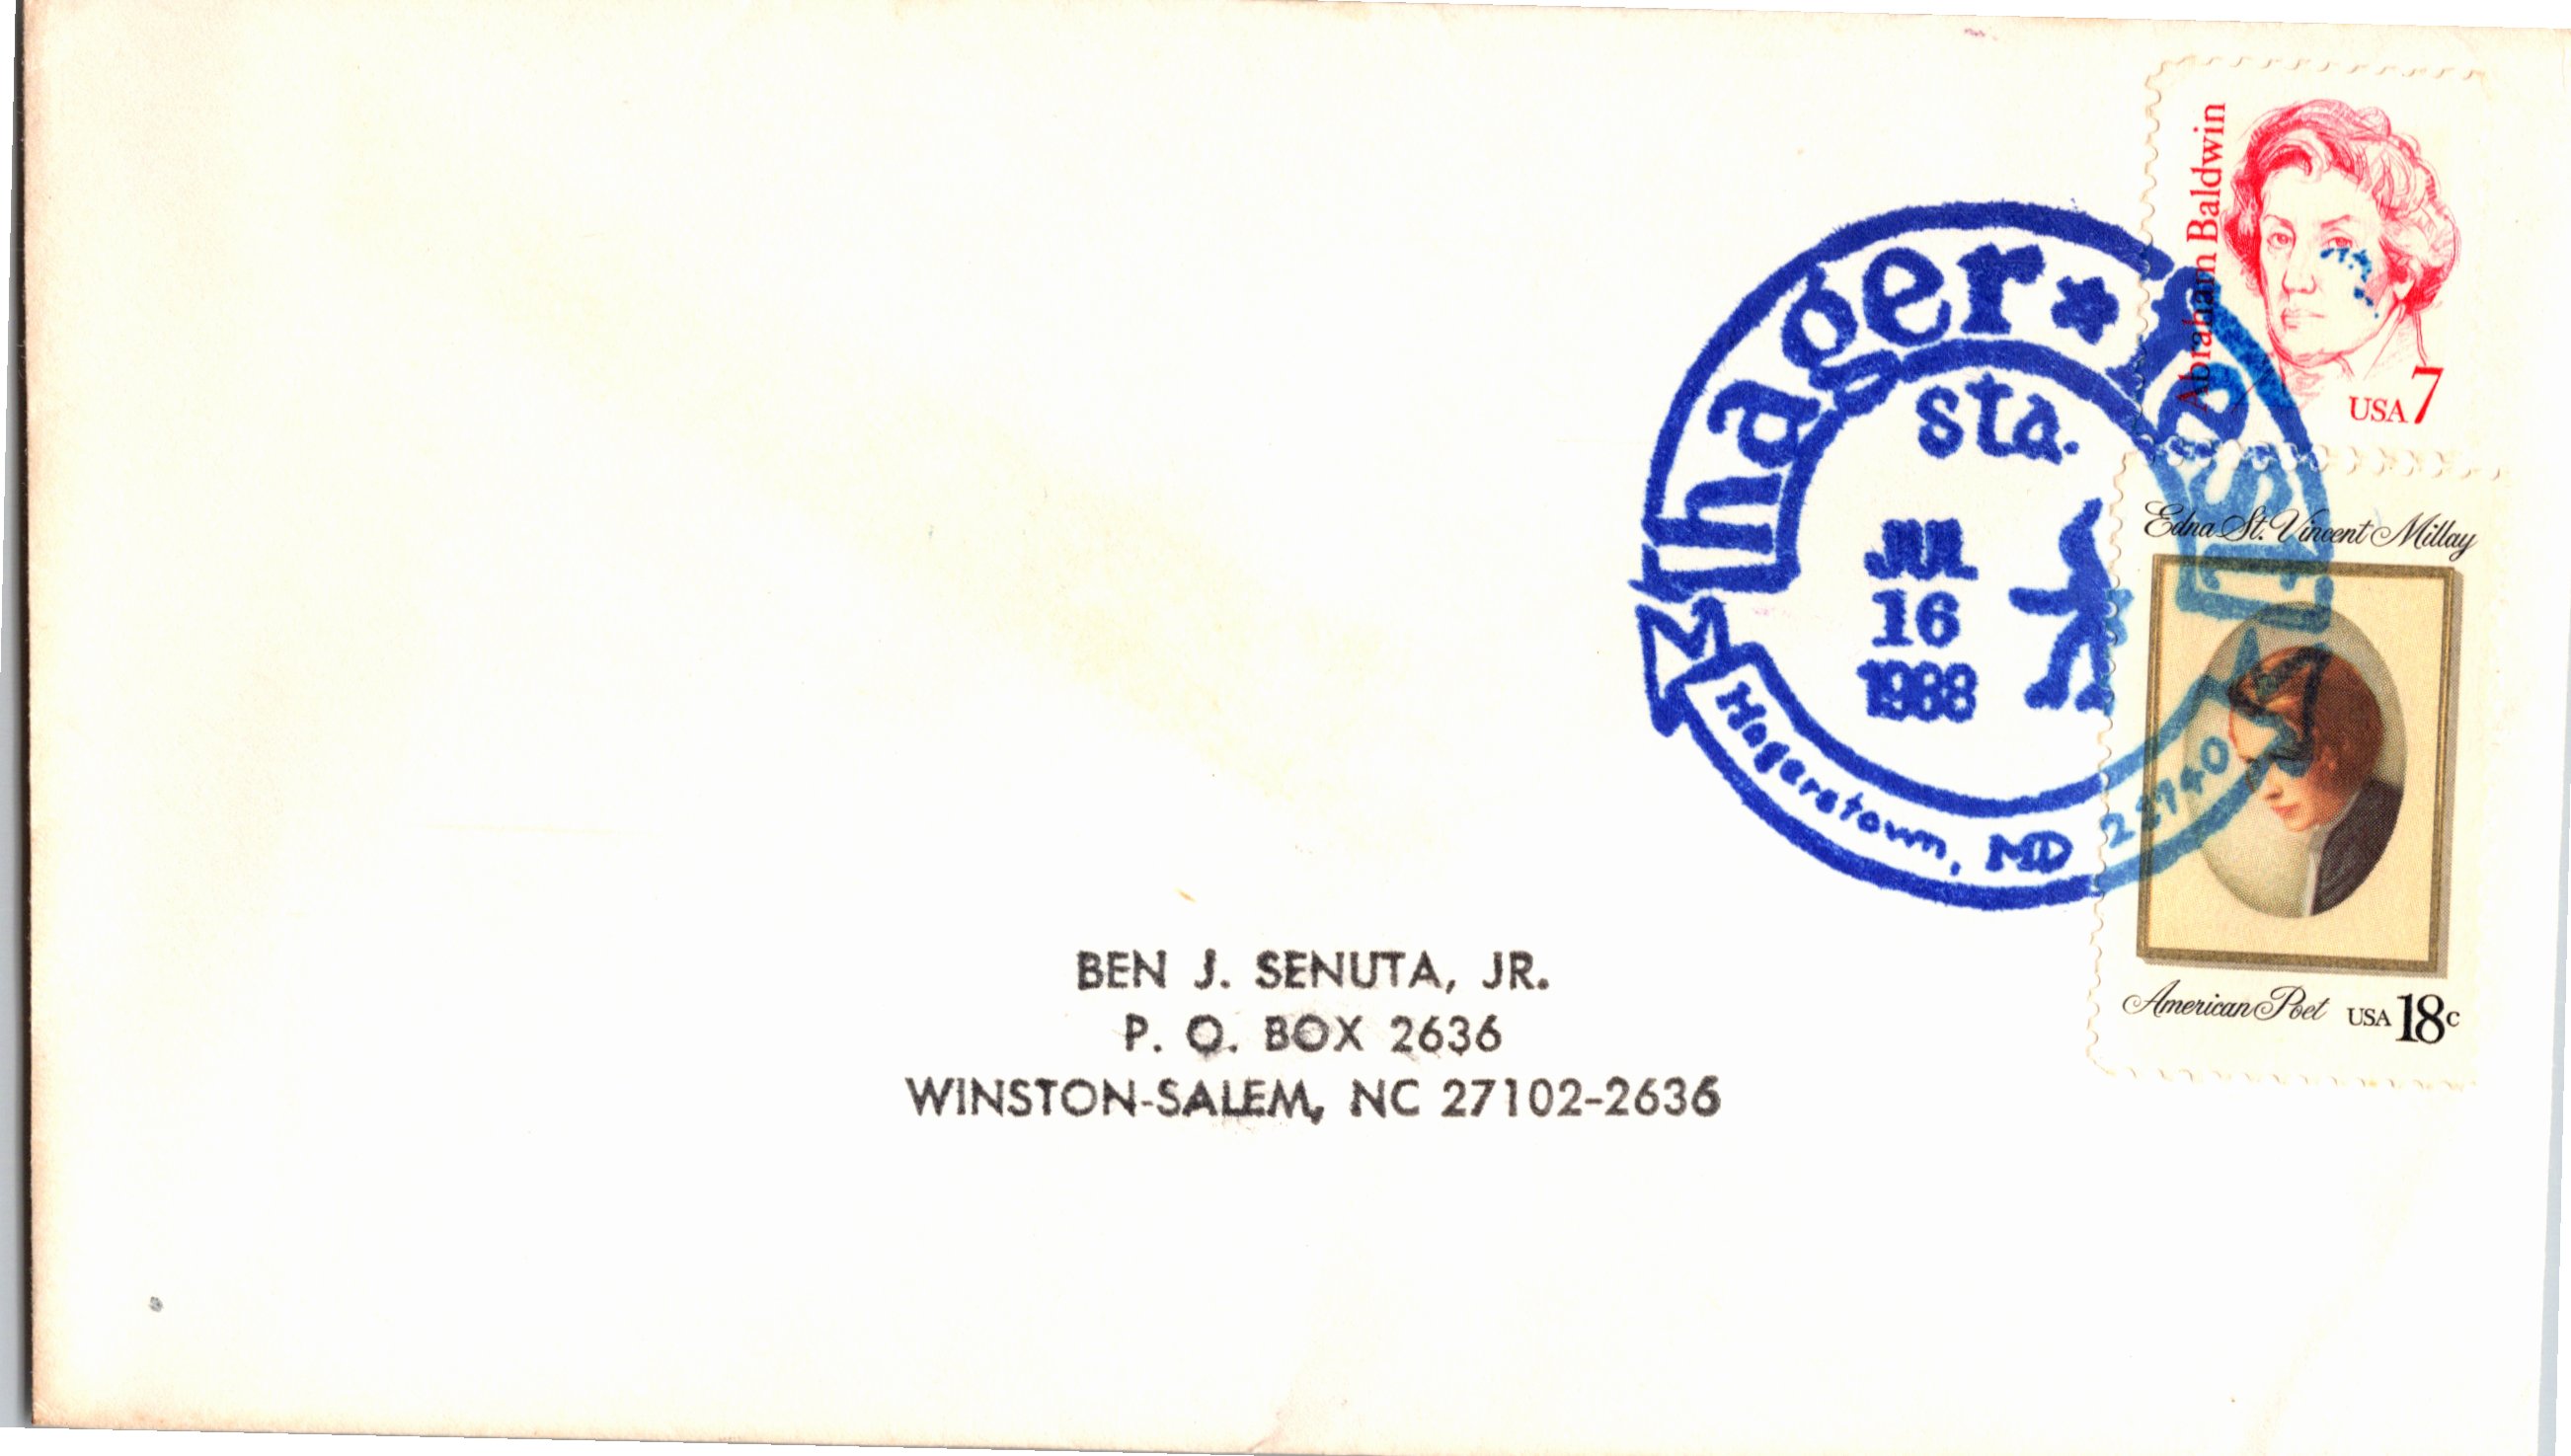 Abraham Baldwin
USA 7
hager★fest
sta.
JUL
16
1988
Hagerstown, MD 21740
Edna St. Vincent Millay
American Poet USA 18c
BEN J. SENUTA, JR.
P. O. BOX 2636
WINSTON-SALEM, NC 27102-2636